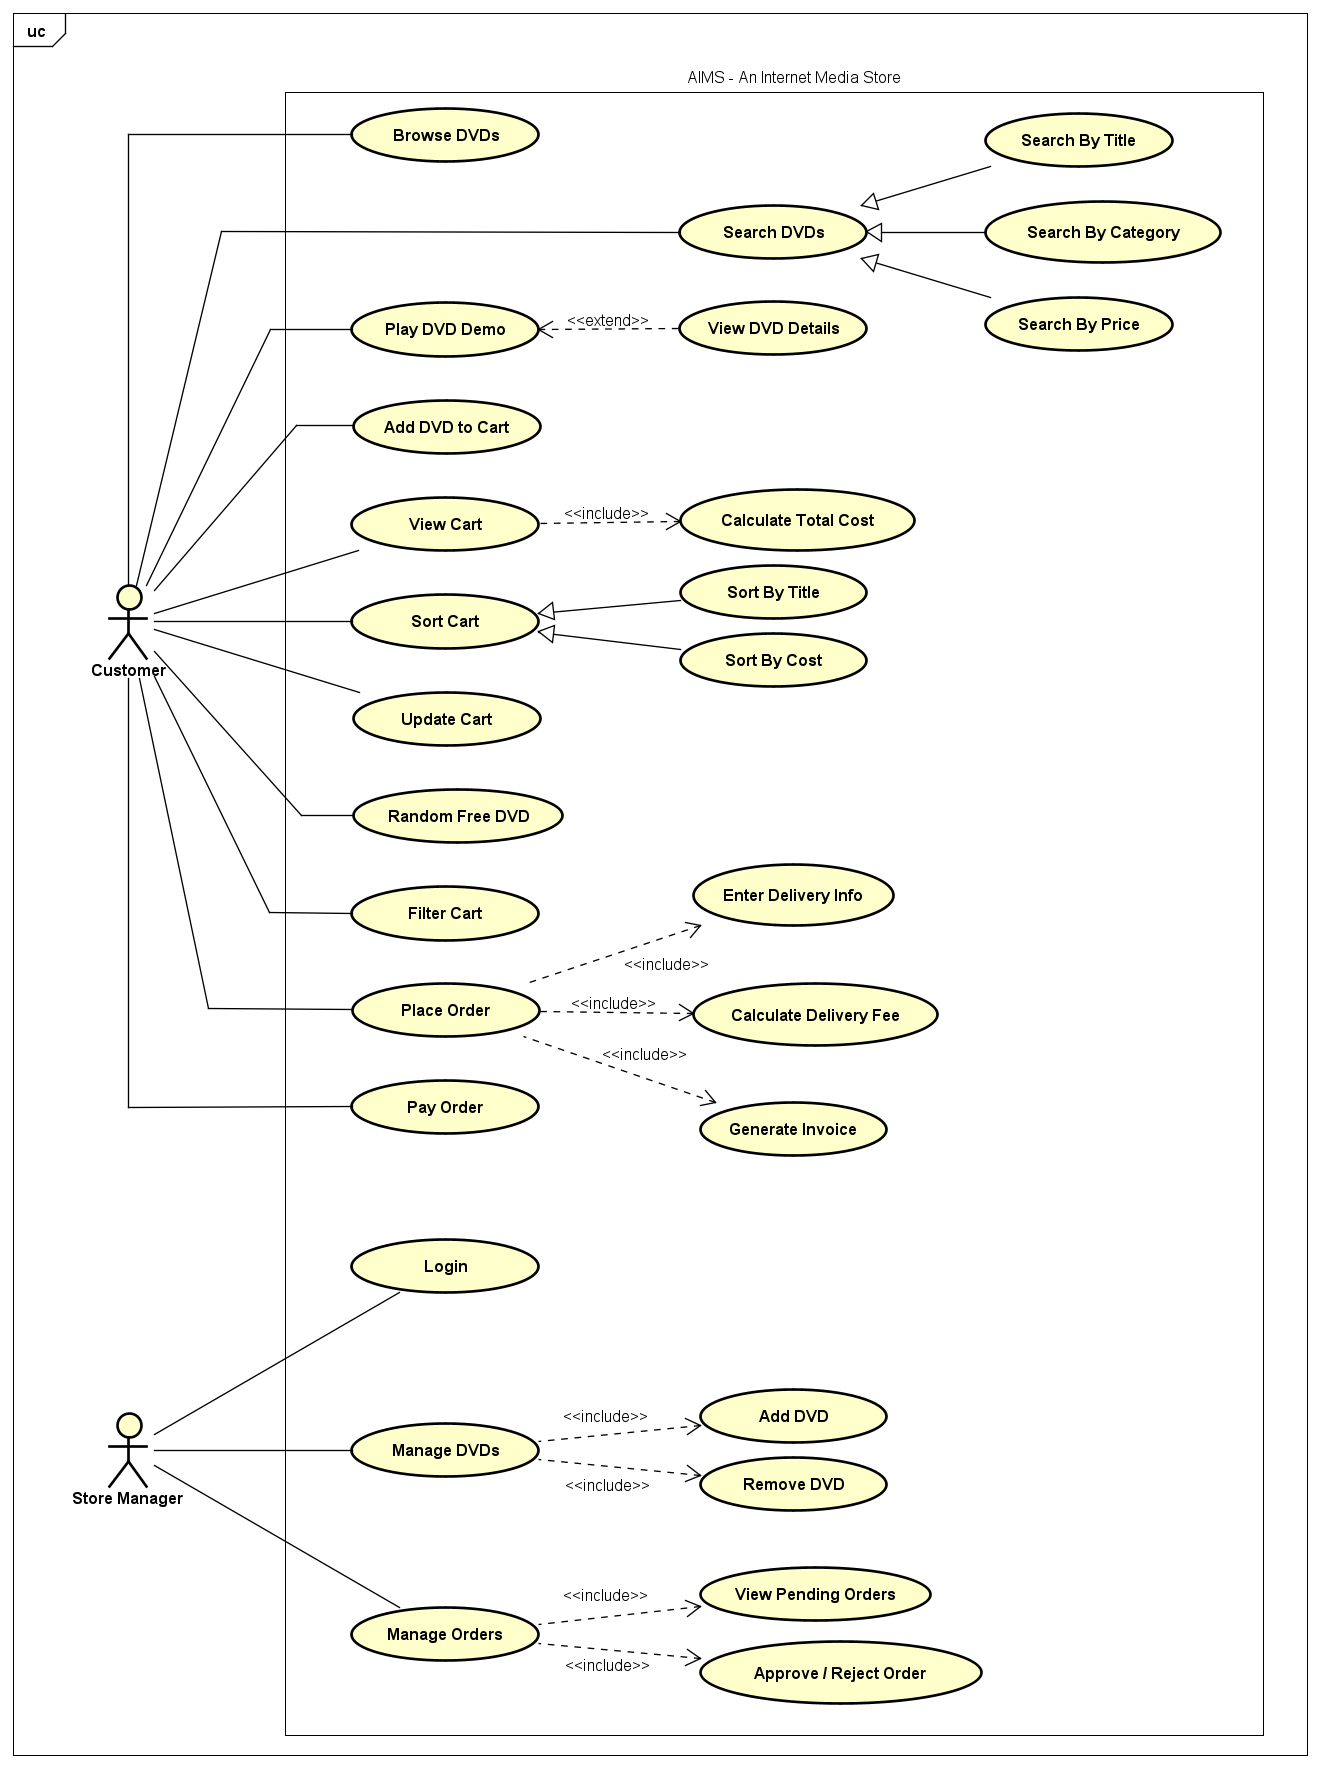 uc
AIMS - An Internet Media Store
Browse DVDs
Search By Title
Search DVDs
Search By Category
Search By Price
Play DVD Demo
<<extend>>
View DVD Details
Add DVD to Cart
View Cart
<<include>>
Calculate Total Cost
Sort By Title
Sort Cart
Sort By Cost
Customer
Update Cart
Random Free DVD
Enter Delivery Info
Filter Cart
<<include>>
Place Order
<<include>>
Calculate Delivery Fee
<<include>>
Pay Order
Generate Invoice
Login
Store Manager
<<include>>
Add DVD
Manage DVDs
<<include>>
Remove DVD
<<include>>
View Pending Orders
Manage Orders
<<include>>
Approve / Reject Order